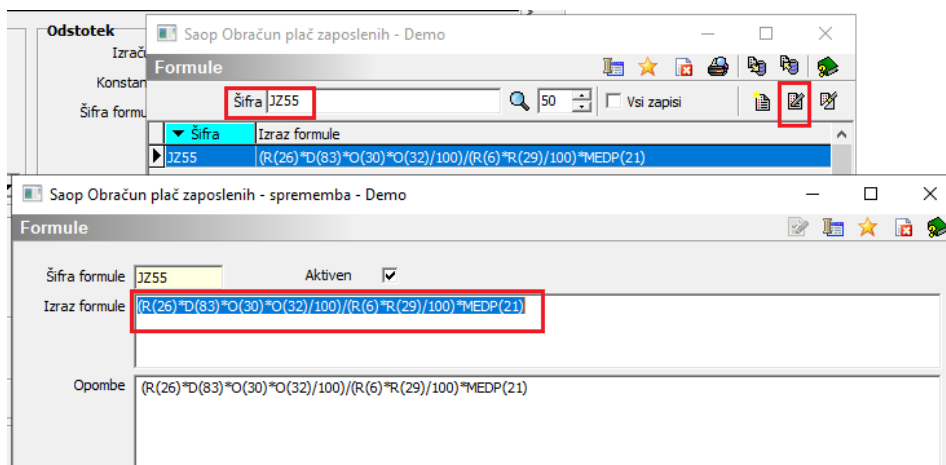 Odstotek
Izrač
Konstan
Šifra formu
Saop Obračun plač zaposlenih - Demo
Formule
Šifra JZ55 50 Vsi zapisi
Šifra Izraz formule
JZ55 (R(26)*D(83)*O(30)*O(32)/100)/(R(6)*R(29)/100)*MEDP(21)
Saop Obračun plač zaposlenih - sprememba - Demo
Formule
Šifra formule JZ55 Aktiven
Izraz formule (R(26)*D(83)*O(30)*O(32)/100)/(R(6)*R(29)/100)*MEDP(21)
Opombe (R(26)*D(83)*O(30)*O(32)/100)/(R(6)*R(29)/100)*MEDP(21)